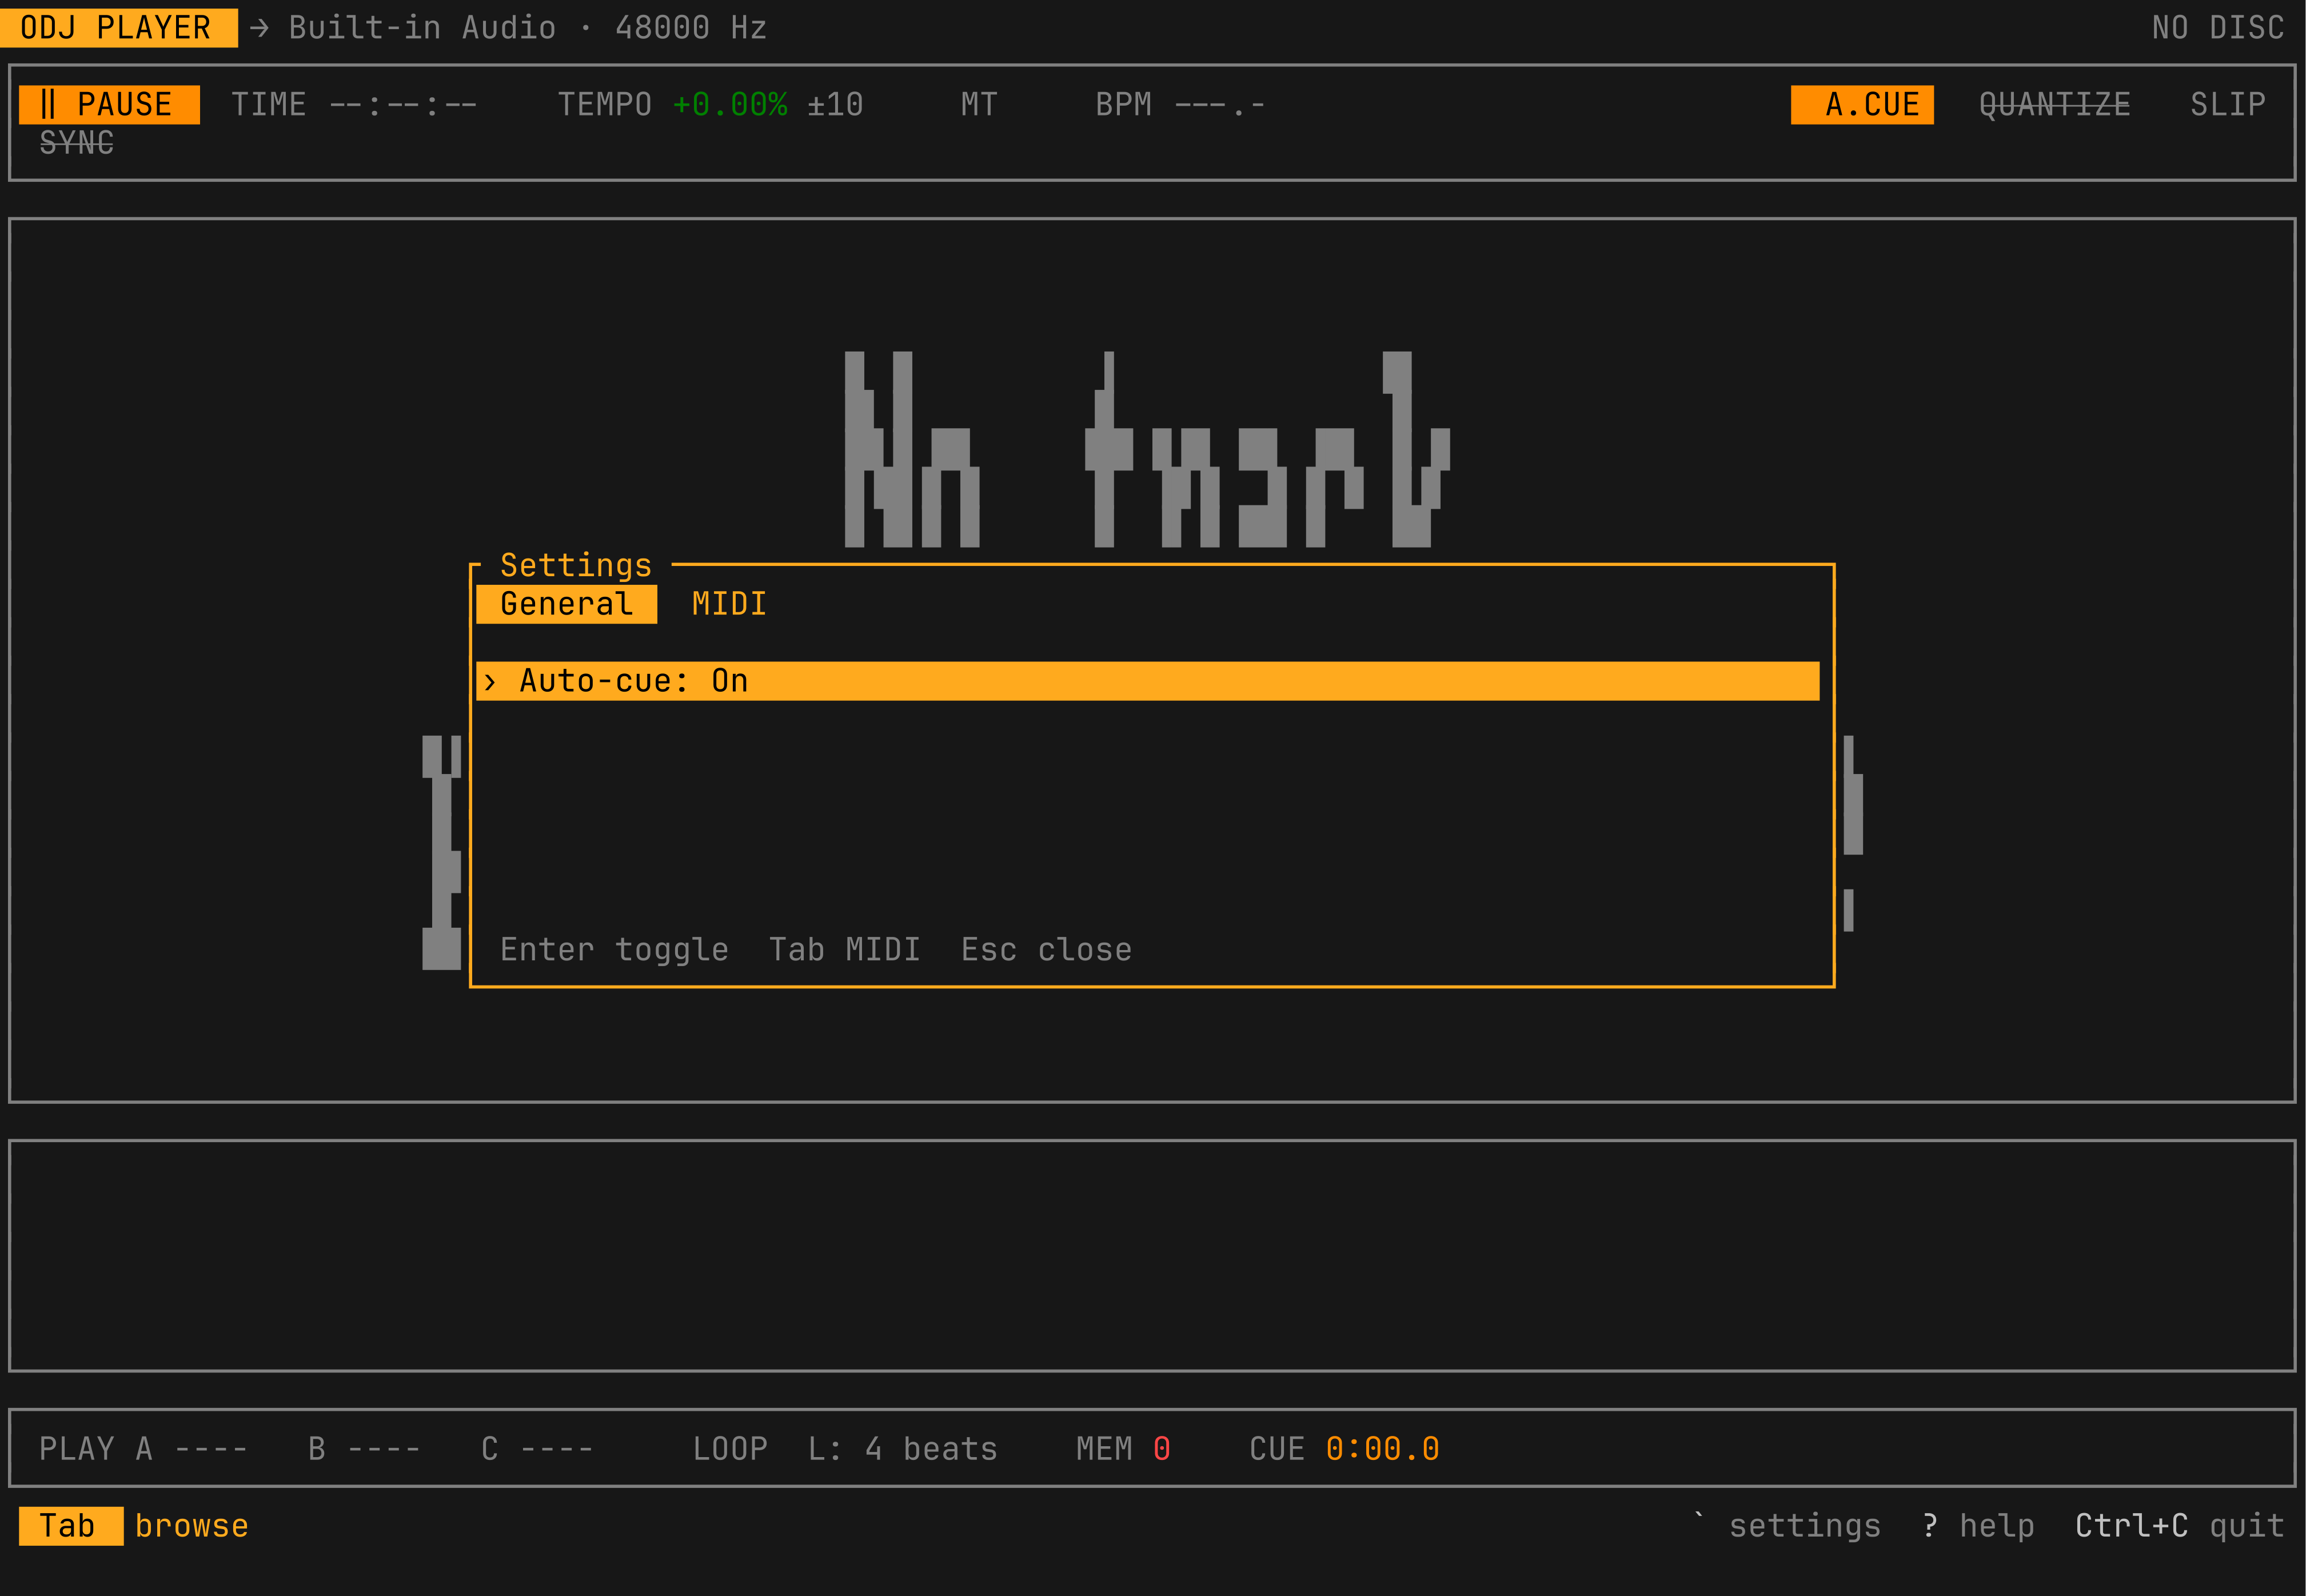 ODJ PLAYER → Built-in Audio · 48000 Hz NO DISC
‖ PAUSE TIME --:--:-- TEMPO +0.00% ±10 MT BPM ---.- A.CUE QUANTIZE SLIP
SYNC
Settings
General MIDI
› Auto-cue: On
Enter toggle Tab MIDI Esc close
PLAY A ---- B ---- C ---- LOOP L: 4 beats MEM 0 CUE 0:00.0
Tab browse ` settings ? help Ctrl+C quit